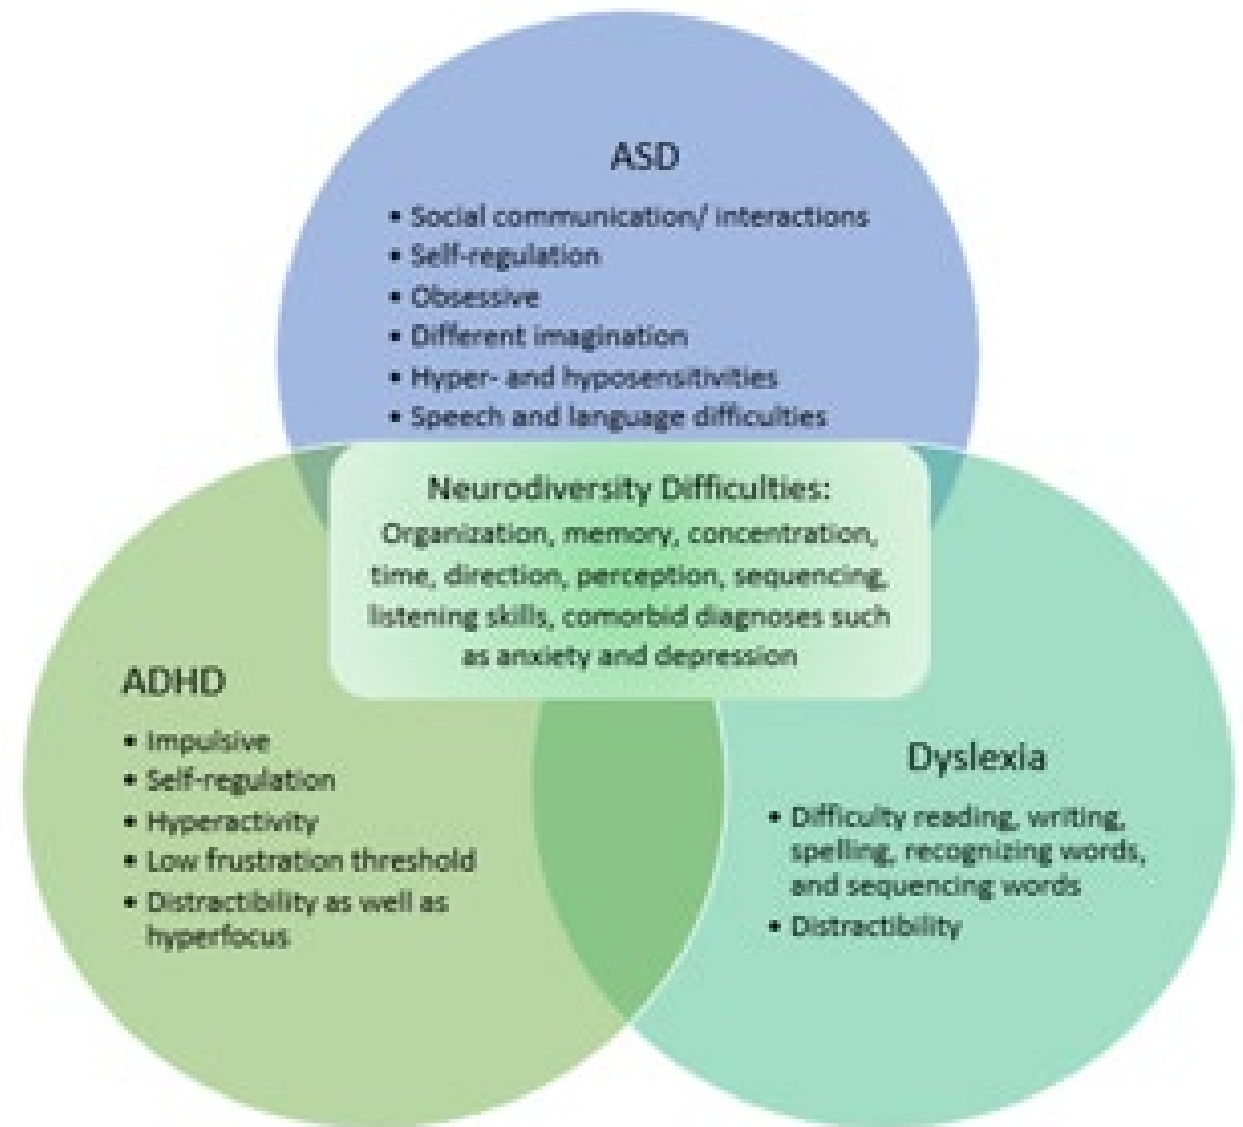 ASD
• Social communication/ interactions
• Self-regulation
• Obsessive
• Different imagination
• Hyper- and hyposensitivities
• Speech and language difficulties
Neurodiversity Difficulties:
Organization, memory, concentration,
time, direction, perception, sequencing,
listening skills, comorbid diagnoses such
as anxiety and depression
ADHD
• Impulsive
• Self-regulation
• Hyperactivity
• Low frustration threshold
• Distractibility as well as
hyperfocus
Dyslexia
• Difficulty reading, writing,
spelling, recognizing words,
and sequencing words
• Distractibility